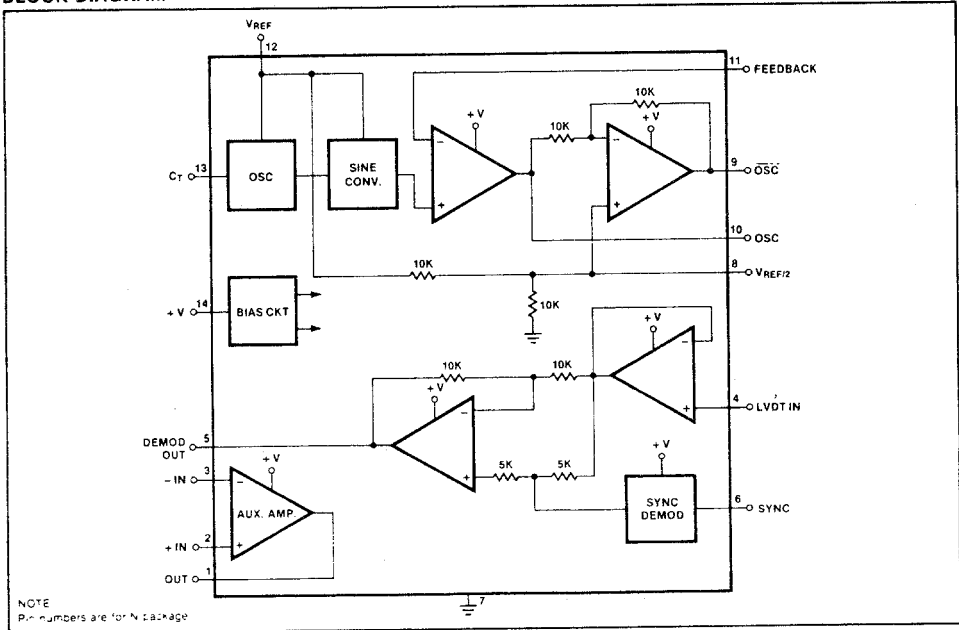 BLOCK DIAGRAM
VREF
12
11
FEEDBACK
10K
+V
10K
+V
CT
13
OSC
SINE CONV.
−
+
−
+
9
OSC
10
OSC
10K
8
VREF/2
10K
+V
14
BIAS CKT
+V
−
+
10K
10K
4
LVDT IN
+V
−
+
DEMOD OUT
5
5K
5K
+V
SYNC DEMOD
6
SYNC
3
−IN
+V
−
AUX. AMP.
+
+IN
2
OUT
1
7
NOTE
Pin numbers are for N package